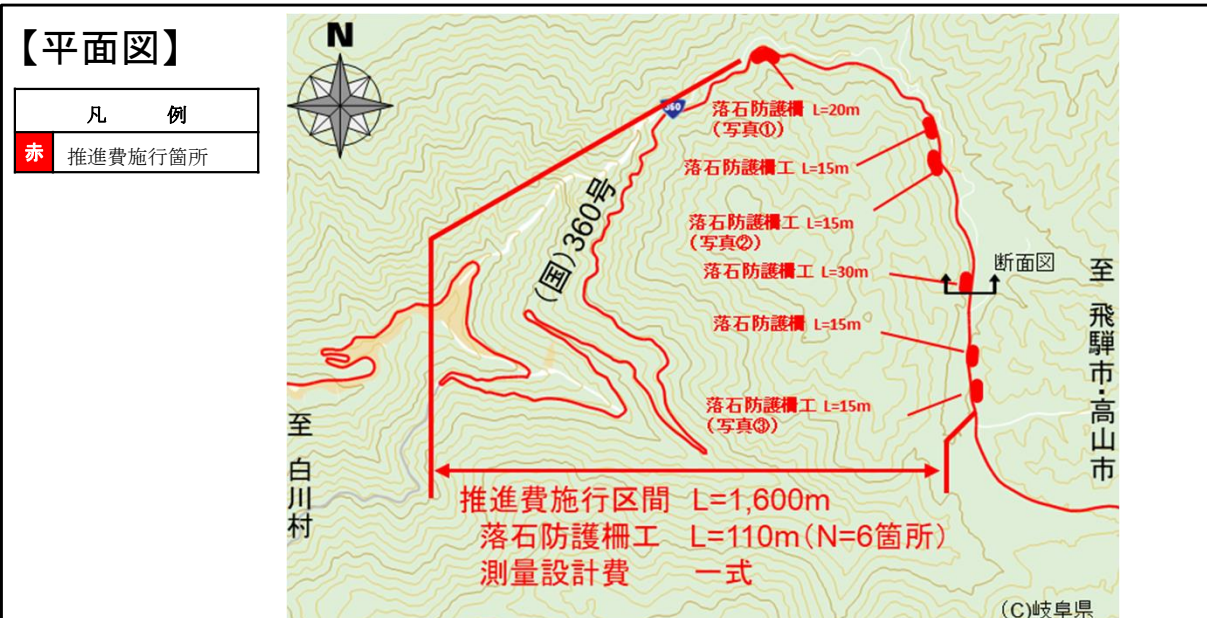 【平面図】
凡 例
赤 推進費施行箇所
N
360
落石防護柵 L=20m
（写真①）
落石防護柵工 L=15m
落石防護柵工 L=15m
（写真②）
落石防護柵工 L=30m
断面図
落石防護柵 L=15m
落石防護柵工 L=15m
（写真③）
(国)360号
至 飛騨市・高山市
至 白川村
推進費施行区間 L=1,600m
落石防護柵工 L=110m(N=6箇所)
測量設計費 一式
(C)岐阜県